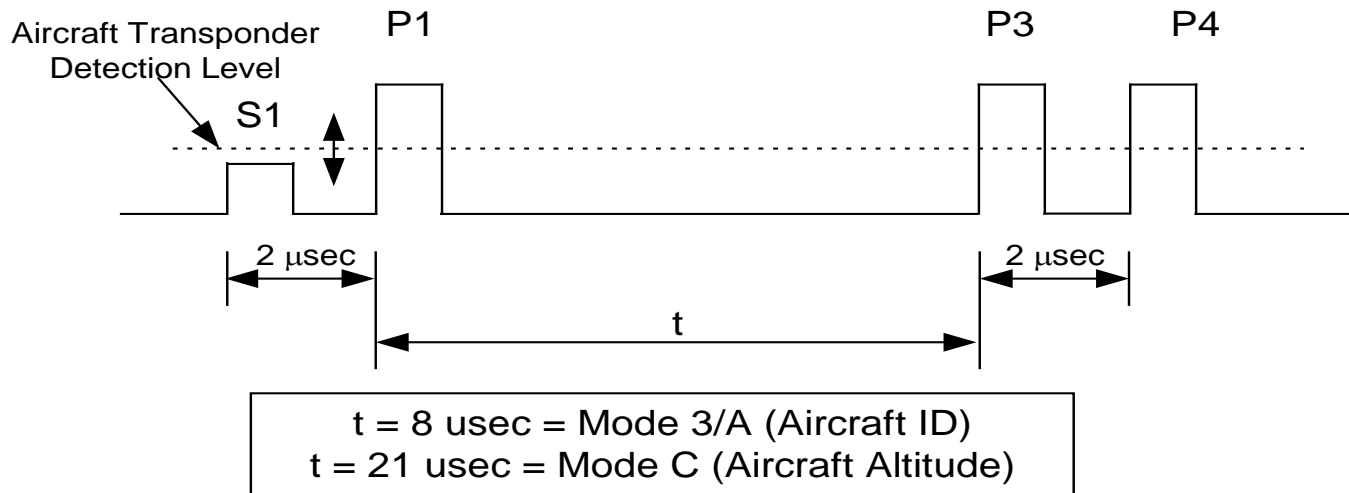 P1
P3
P4
Aircraft Transponder
Detection Level
S1
2 μsec
2 μsec
t
t = 8 usec = Mode 3/A (Aircraft ID)
t = 21 usec = Mode C (Aircraft Altitude)